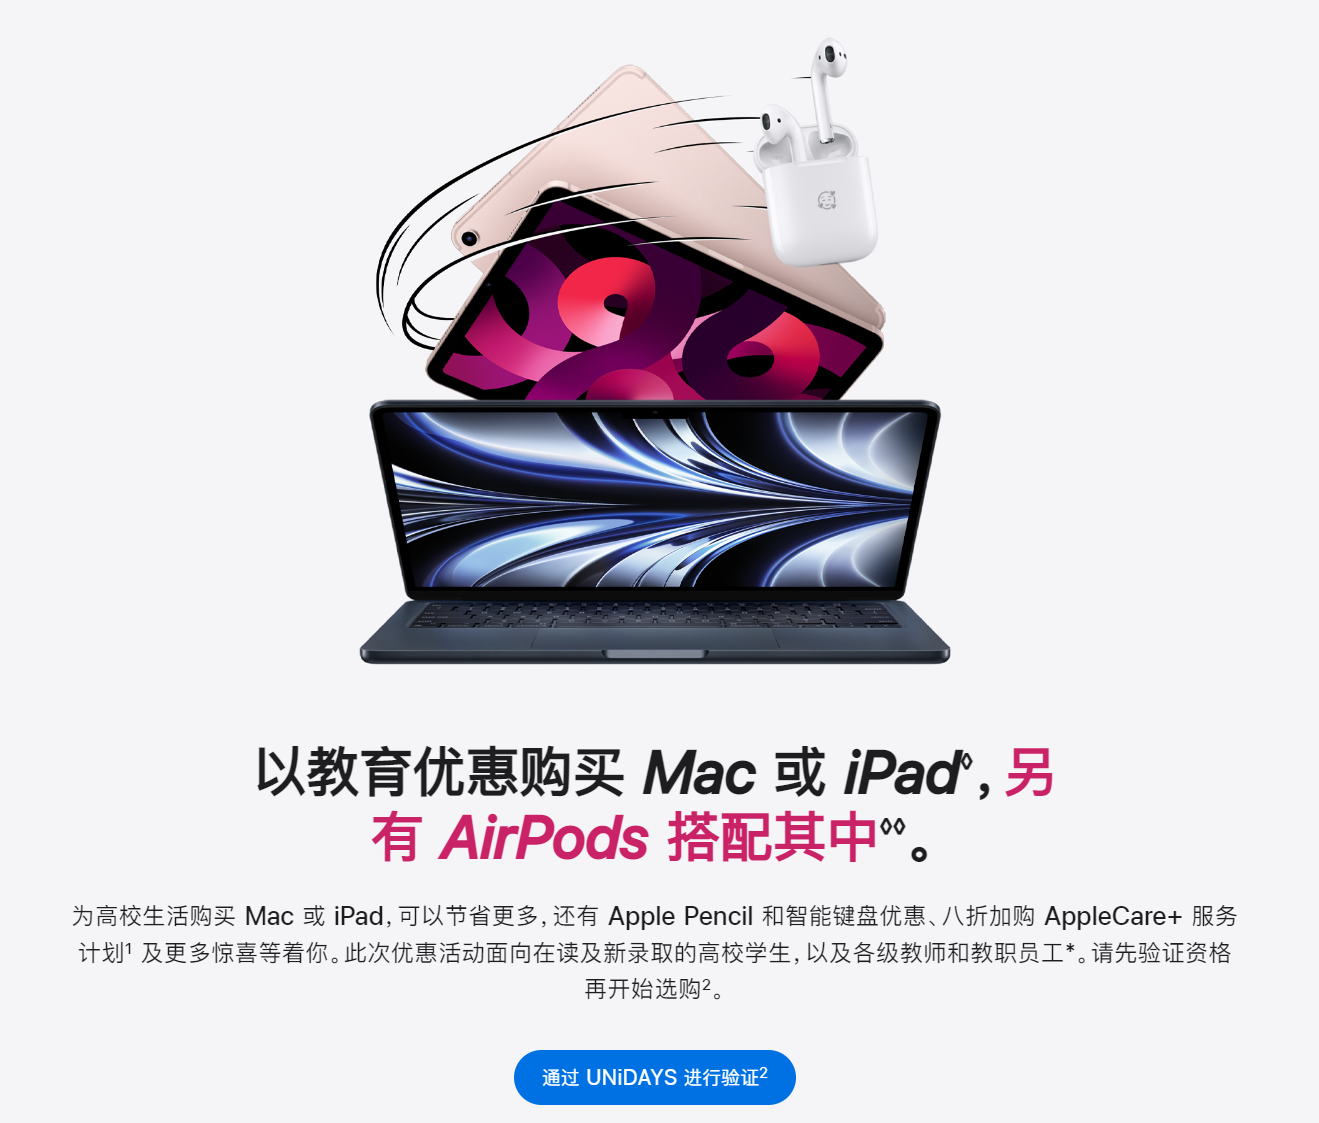 以教育优惠购买 Mac 或 iPad◊，另
有 AirPods 搭配其中◊◊。
为高校生活购买 Mac 或 iPad，可以节省更多，还有 Apple Pencil 和智能键盘优惠、八折加购 AppleCare+ 服务
计划¹ 及更多惊喜等着你。此次优惠活动面向在读及新录取的高校学生，以及各级教师和教职员工*。请先验证资格
再开始选购²。
通过 UNiDAYS 进行验证²